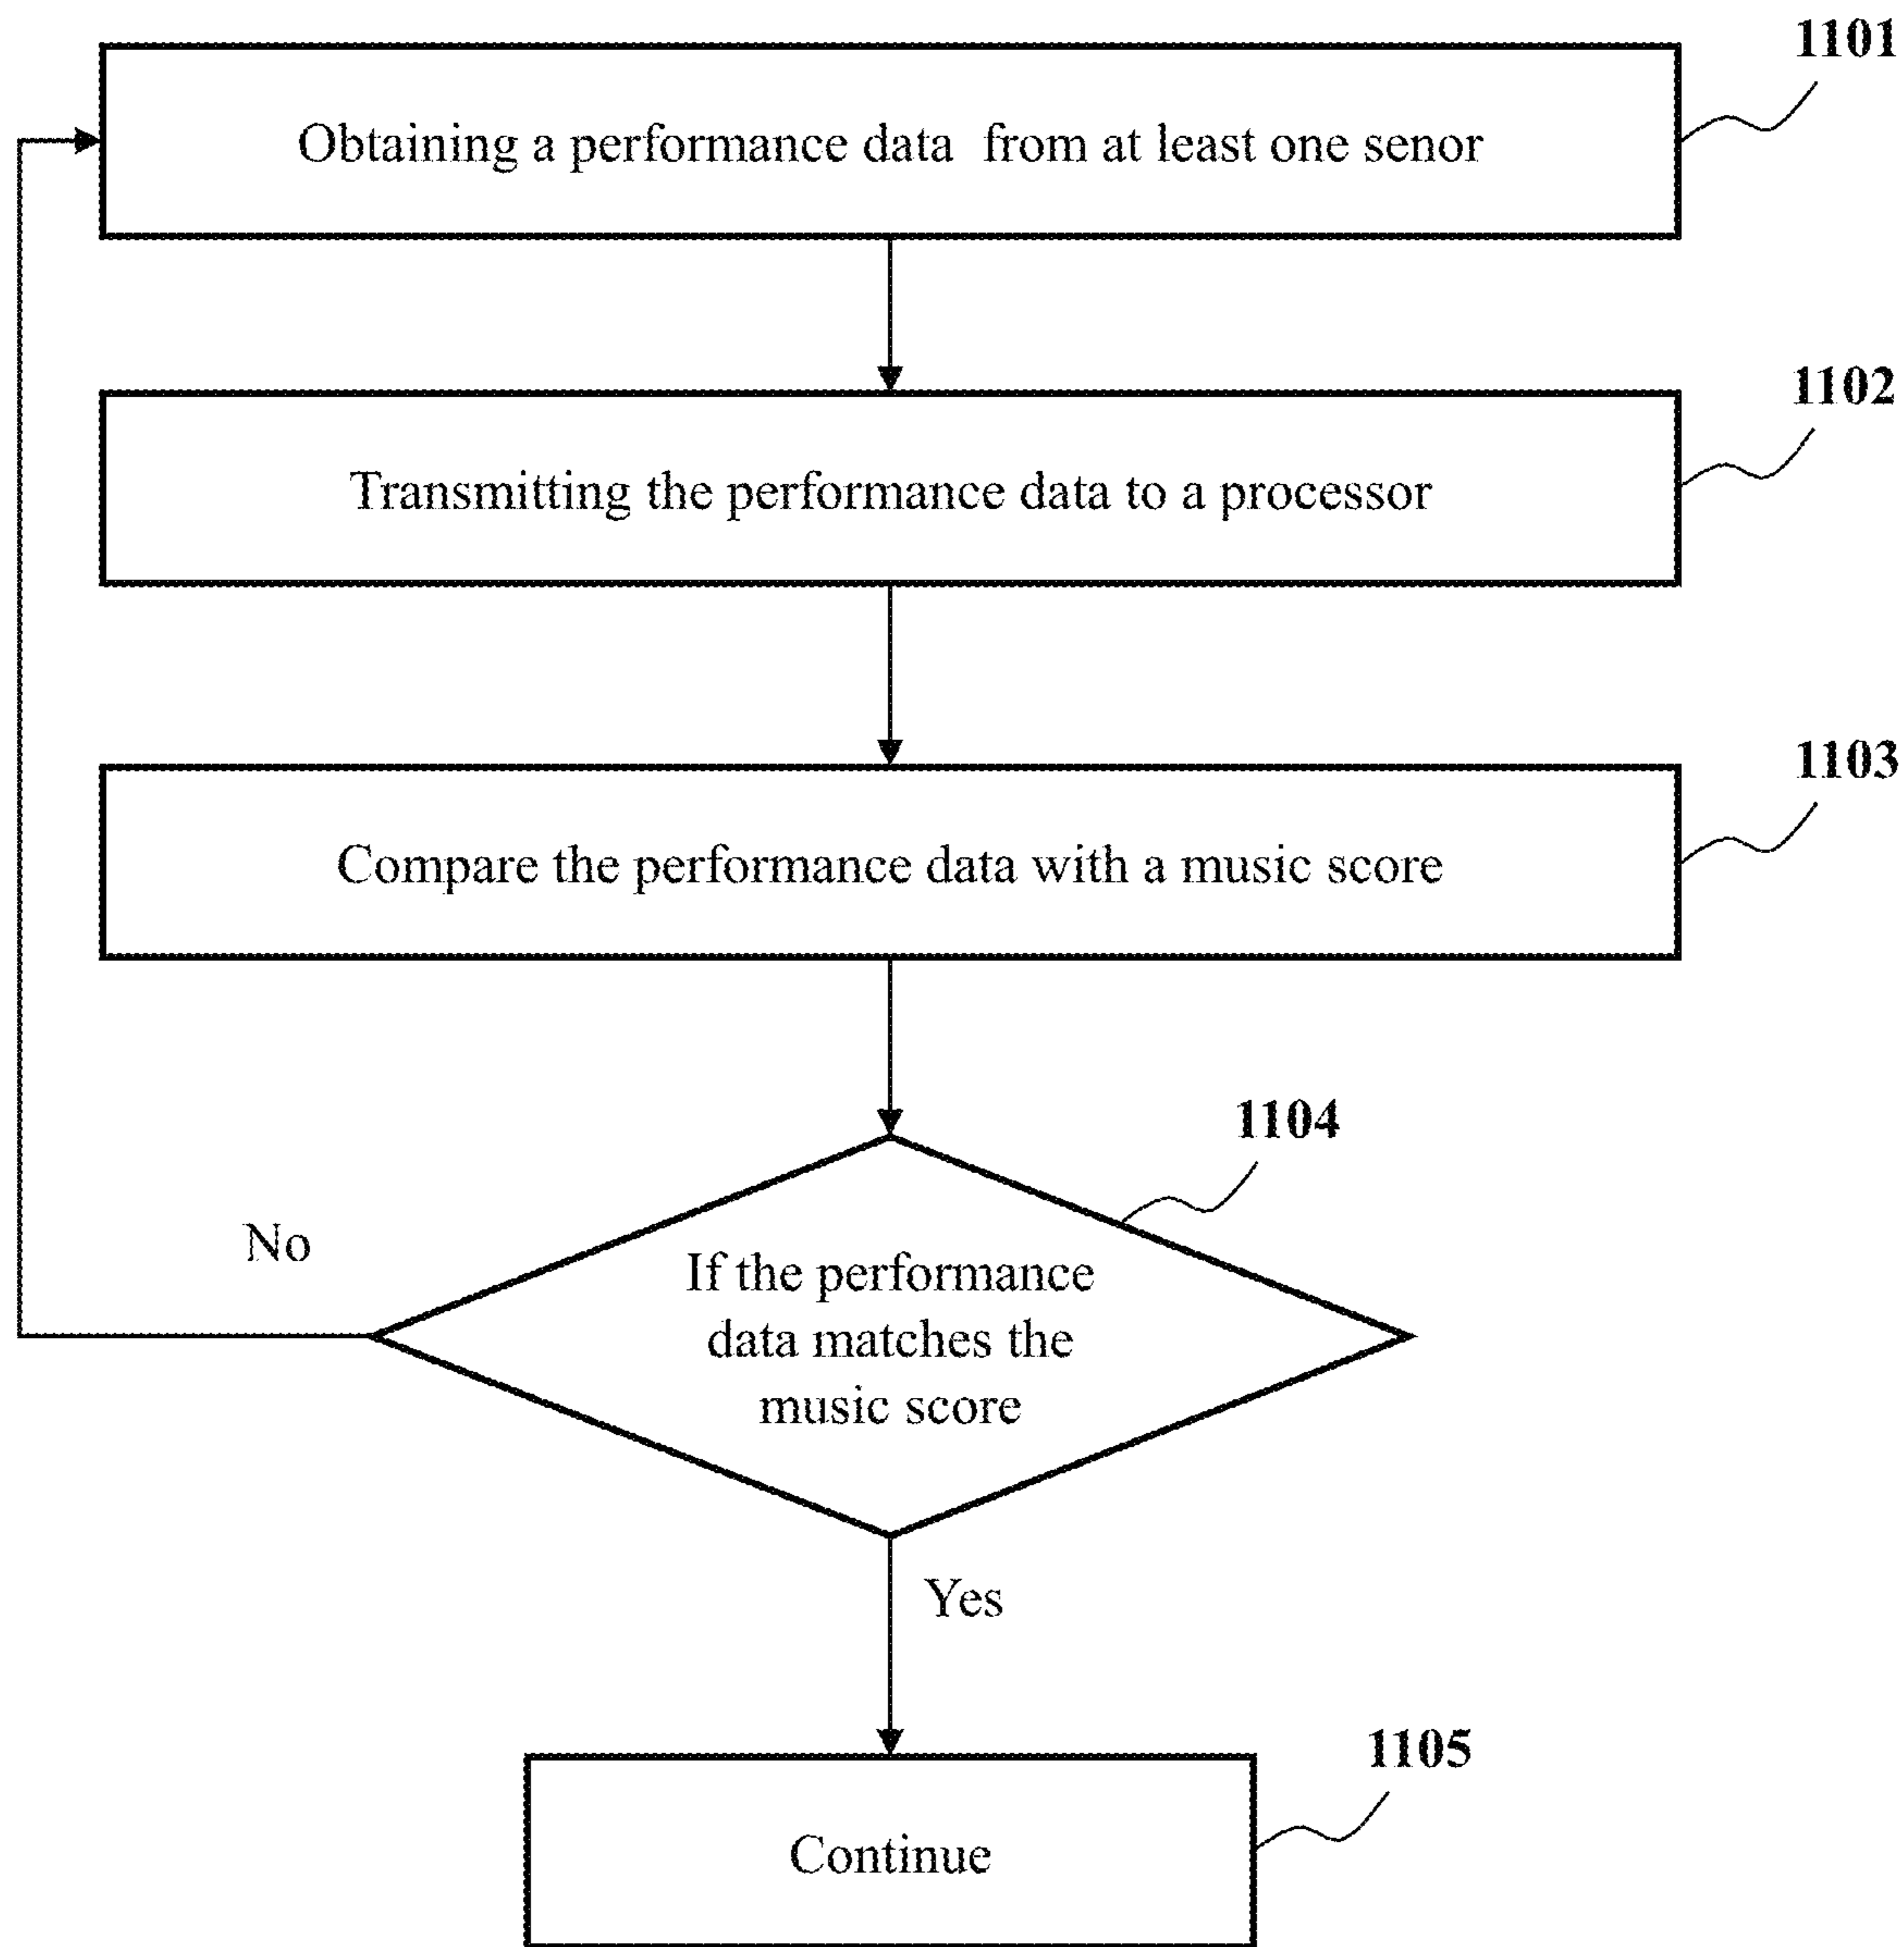 1101
Obtaining a performance data from at least one senor
1102
Transmitting the performance data to a processor
1103
Compare the performance data with a music score
1104
If the performance
data matches the
music score
No
Yes
1105
Continue